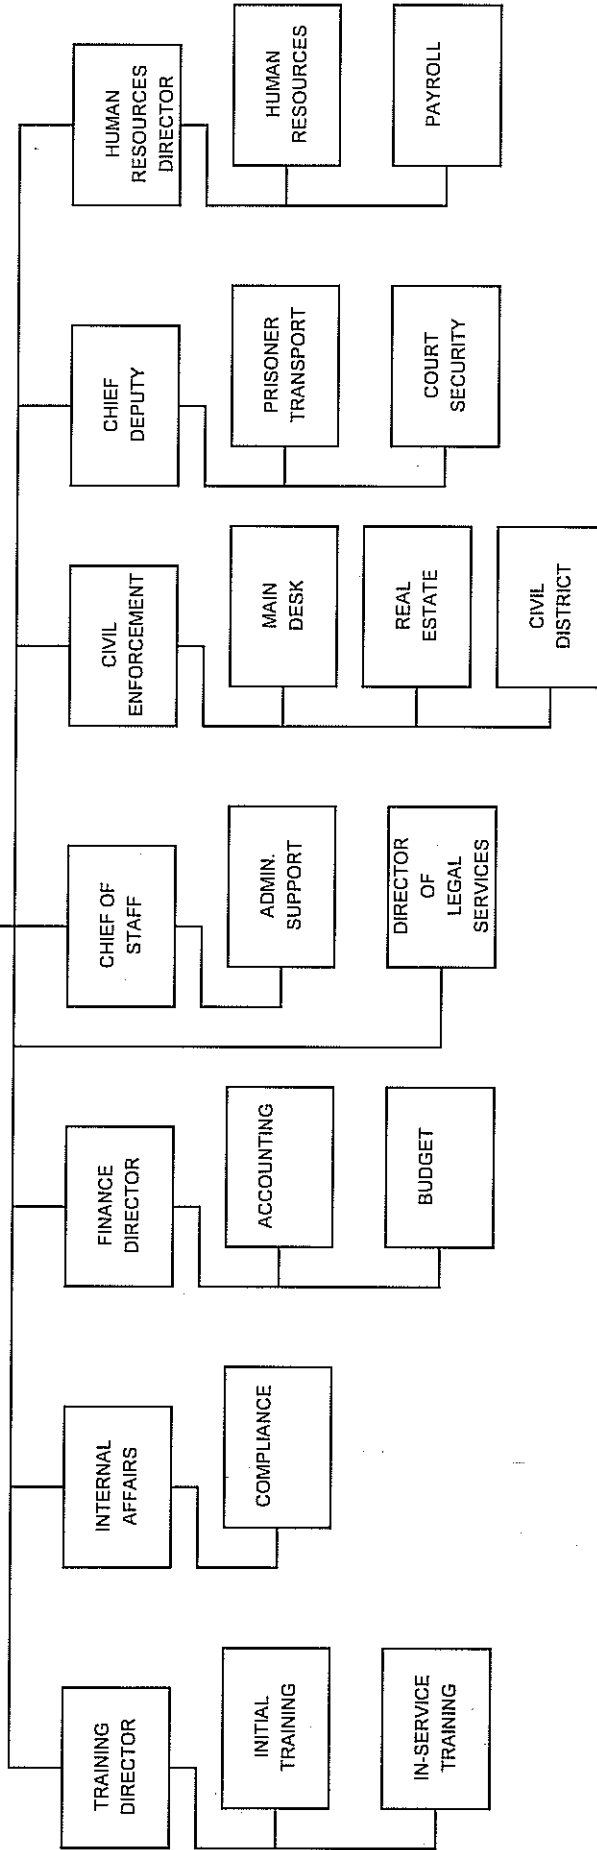 TRAINING
DIRECTOR
INITIAL
TRAINING
IN-SERVICE
TRAINING
INTERNAL
AFFAIRS
COMPLIANCE
FINANCE
DIRECTOR
ACCOUNTING
BUDGET
CHIEF OF
STAFF
ADMIN.
SUPPORT
DIRECTOR
OF
LEGAL
SERVICES
CIVIL
ENFORCEMENT
MAIN
DESK
REAL
ESTATE
CIVIL
DISTRICT
CHIEF
DEPUTY
PRISONER
TRANSPORT
COURT
SECURITY
HUMAN
RESOURCES
DIRECTOR
HUMAN
RESOURCES
PAYROLL